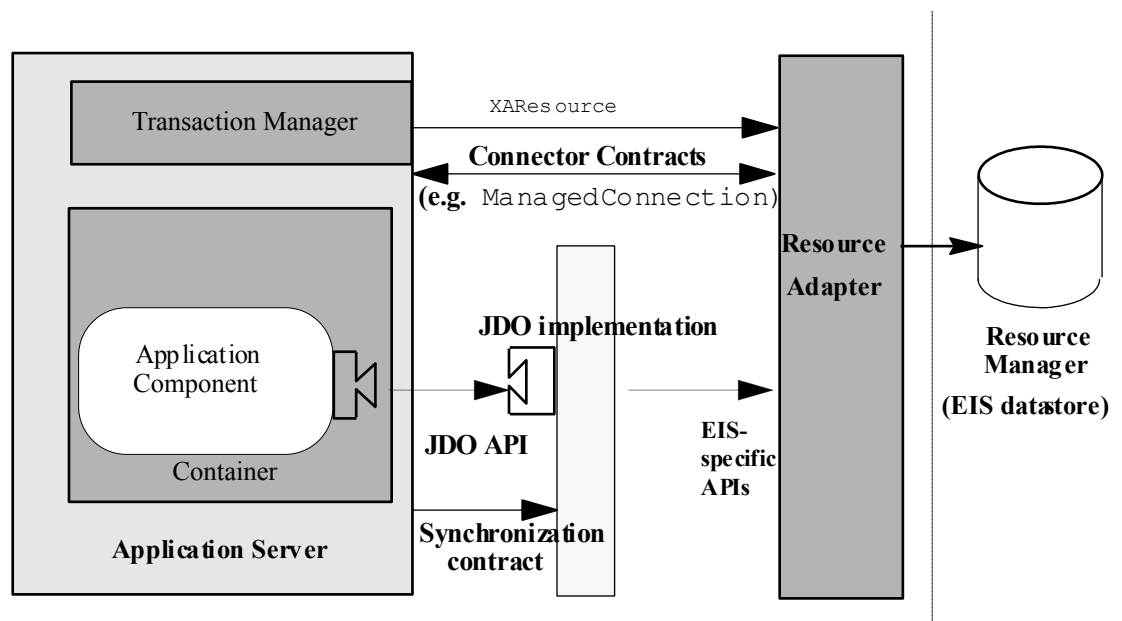 Transaction Manager
XAResource
Connector Contracts
(e.g. ManagedConnection)
Resource
Adapter
JDO implementation
Application
Component
Container
JDO API
EIS-
specific
APIs
Synchronization
contract
Application Server
Resource
Manager
(EIS datastore)